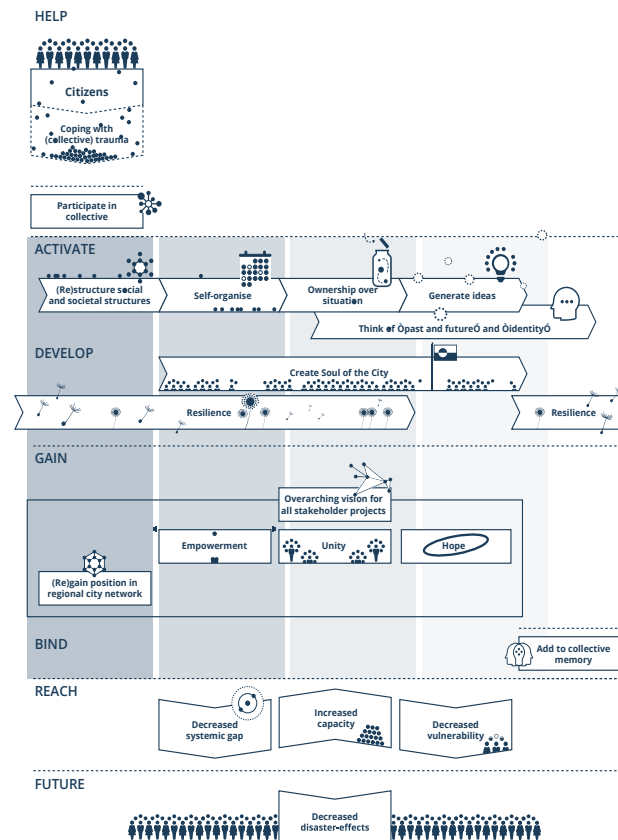 HELP
Citizens
Coping with
(collective) trauma
Participate in
collective
ACTIVATE
(Re)structure social
and societal structures
Self-organise
Ownership over
situation
Generate ideas
Think of Òpast and futureÓ and ÒidentityÓ
DEVELOP
Create Soul of the City
Resilience
Resilience
GAIN
Overarching vision for
all stakeholder projects
Empowerment
Unity
Hope
(Re)gain position in
regional city network
BIND
Add to collective
memory
REACH
Decreased
systemic gap
Increased
capacity
Decreased
vulnerability
FUTURE
Decreased
disaster-effects